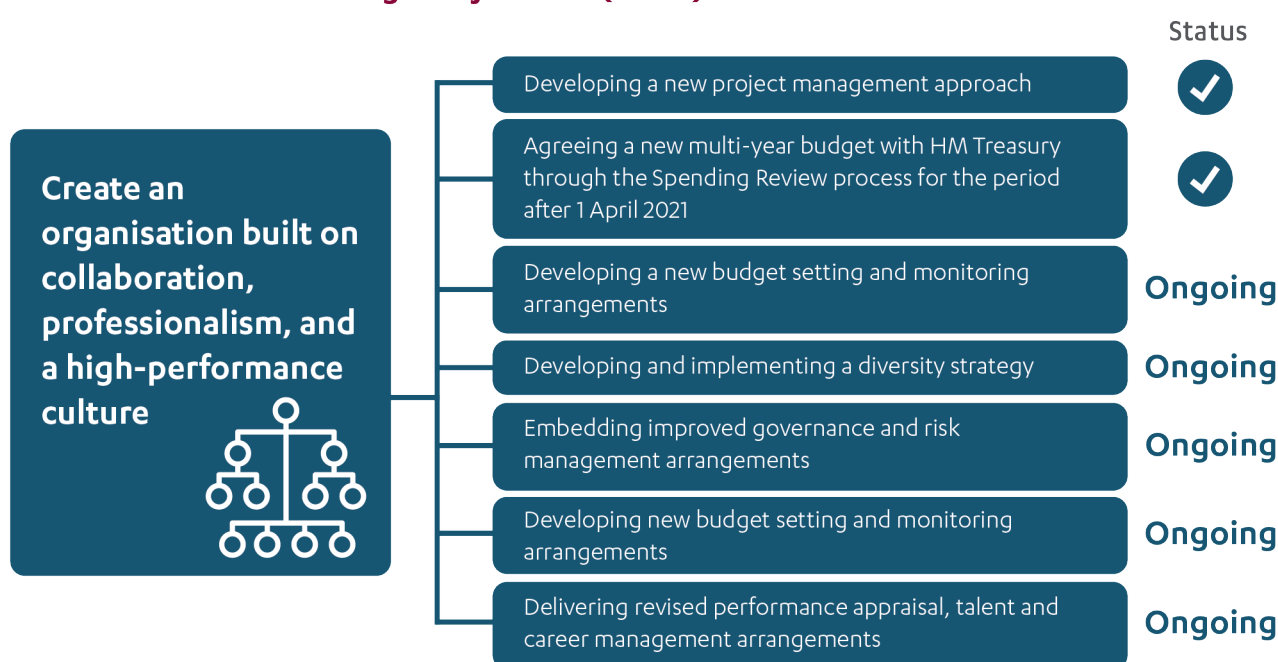 Status
Create an
organisation built on
collaboration,
professionalism, and
a high-performance
culture
Developing a new project management approach
Agreeing a new multi-year budget with HM Treasury
through the Spending Review process for the period
after 1 April 2021
Developing a new budget setting and monitoring
arrangements
Ongoing
Developing and implementing a diversity strategy
Ongoing
Embedding improved governance and risk
management arrangements
Ongoing
Developing new budget setting and monitoring
arrangements
Ongoing
Delivering revised performance appraisal, talent and
career management arrangements
Ongoing